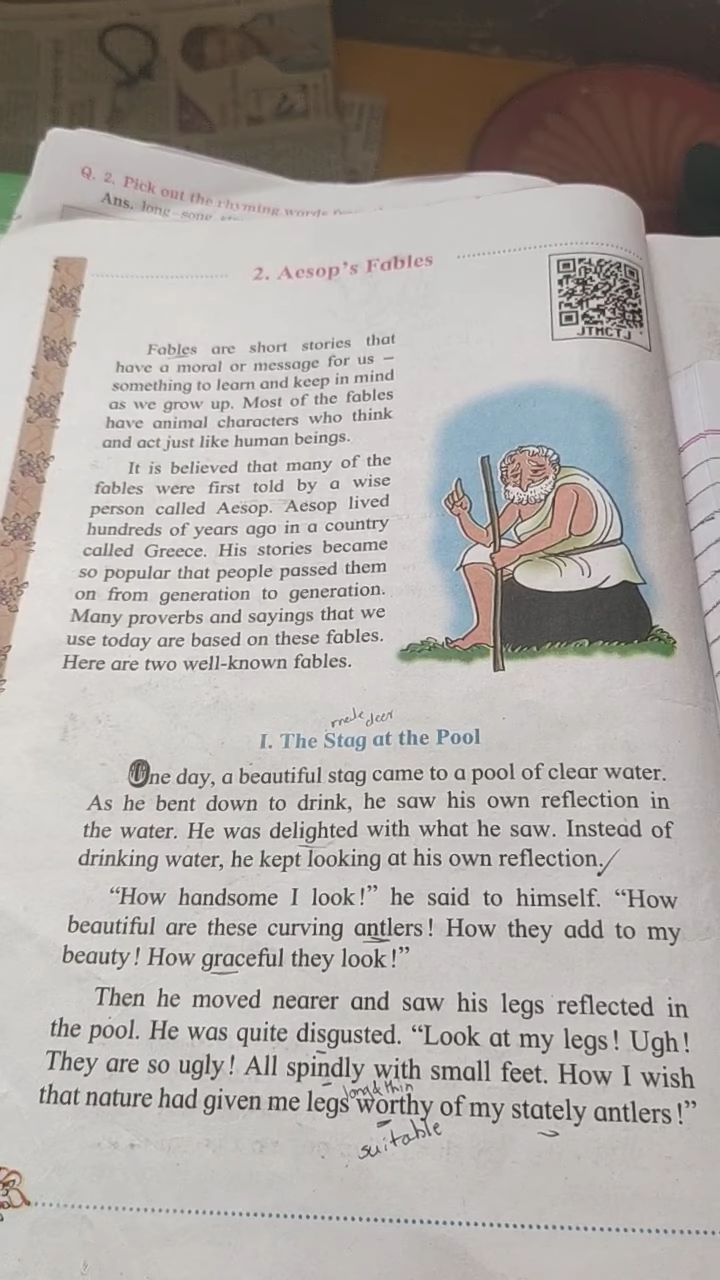 Q. 2. Pick out the rhyming words
Ans. long-song
2. Aesop's Fables
JTMCTJ
Fables are short stories that
have a moral or message for us –
something to learn and keep in mind
as we grow up. Most of the fables
have animal characters who think
and act just like human beings.
It is believed that many of the
fables were first told by a wise
person called Aesop. Aesop lived
hundreds of years ago in a country
called Greece. His stories became
so popular that people passed them
on from generation to generation.
Many proverbs and sayings that we
use today are based on these fables.
Here are two well-known fables.
male deer
I. The Stag at the Pool
One day, a beautiful stag came to a pool of clear water.
As he bent down to drink, he saw his own reflection in
the water. He was delighted with what he saw. Instead of
drinking water, he kept looking at his own reflection.
“How handsome I look!” he said to himself. “How
beautiful are these curving antlers! How they add to my
beauty! How graceful they look!”
Then he moved nearer and saw his legs reflected in
the pool. He was quite disgusted. “Look at my legs! Ugh!
They are so ugly! All spindly with small feet. How I wish
long & thin
that nature had given me legs worthy of my stately antlers!”
suitable